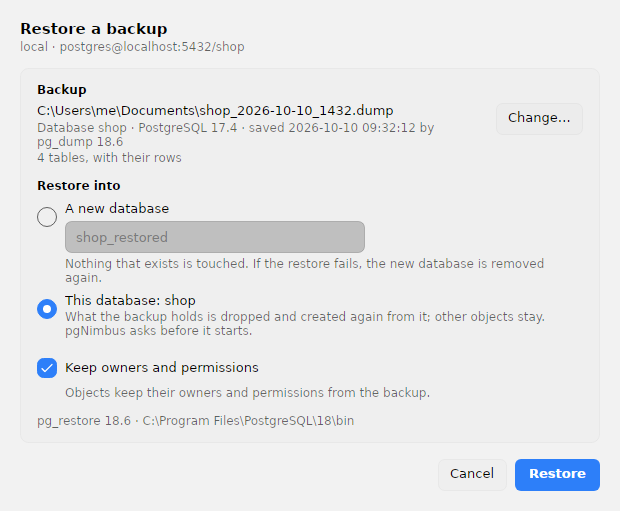 Restore a backup
local · postgres@localhost:5432/shop
Backup
C:\Users\me\Documents\shop_2026-10-10_1432.dump
Change...
Database shop · PostgreSQL 17.4 · saved 2026-10-10 09:32:12 by
pg_dump 18.6
4 tables, with their rows
Restore into
A new database
shop_restored
Nothing that exists is touched. If the restore fails, the new database is removed
again.
This database: shop
What the backup holds is dropped and created again from it; other objects stay.
pgNimbus asks before it starts.
Keep owners and permissions
Objects keep their owners and permissions from the backup.
pg_restore 18.6 · C:\Program Files\PostgreSQL\18\bin
Cancel
Restore